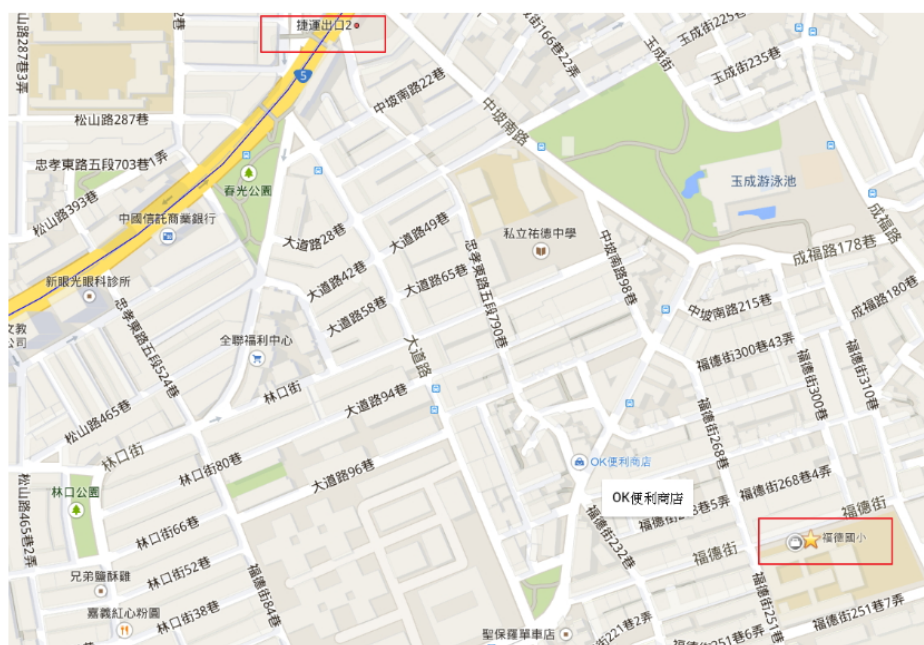 捷運出口2
5
松山路287巷3弄
2巷
166巷22弄
玉成街
玉成街225巷
玉成街235巷
中坡南路22巷
中坡南路
松山路287巷
忠孝東路五段703巷1弄
松山路393巷
春光公園
中國信託商業銀行
玉成游泳池
成福路
私立祐德中學
大道路49巷
大道路28巷
忠孝東路五段790巷
中坡南路98巷
成福路178巷
成福路180巷
新眼光眼科診所
大道路42巷
大道路65巷
大道路58巷
中坡南路215巷
文教
公司
忠孝東路五段524巷
全聯福利中心
大道路
福德街300巷43弄
福德街300巷
福德街310巷
林口街
大道路94巷
松山路465巷
林口街
福德街268巷
林口街80巷
大道路96巷
OK便利商店
福德街268巷4弄
林口公園
OK便利商店
松山路465巷2弄
林口街66巷
福德街232巷
巷5弄
福德街
福德街
福德國小
林口街52巷
兄弟鹽酥雞
林口街84巷
嘉義紅心粉圓
林口街38巷
聖保羅單車店
221巷2弄
福德街251巷
街251巷6弄
福德街251巷7弄